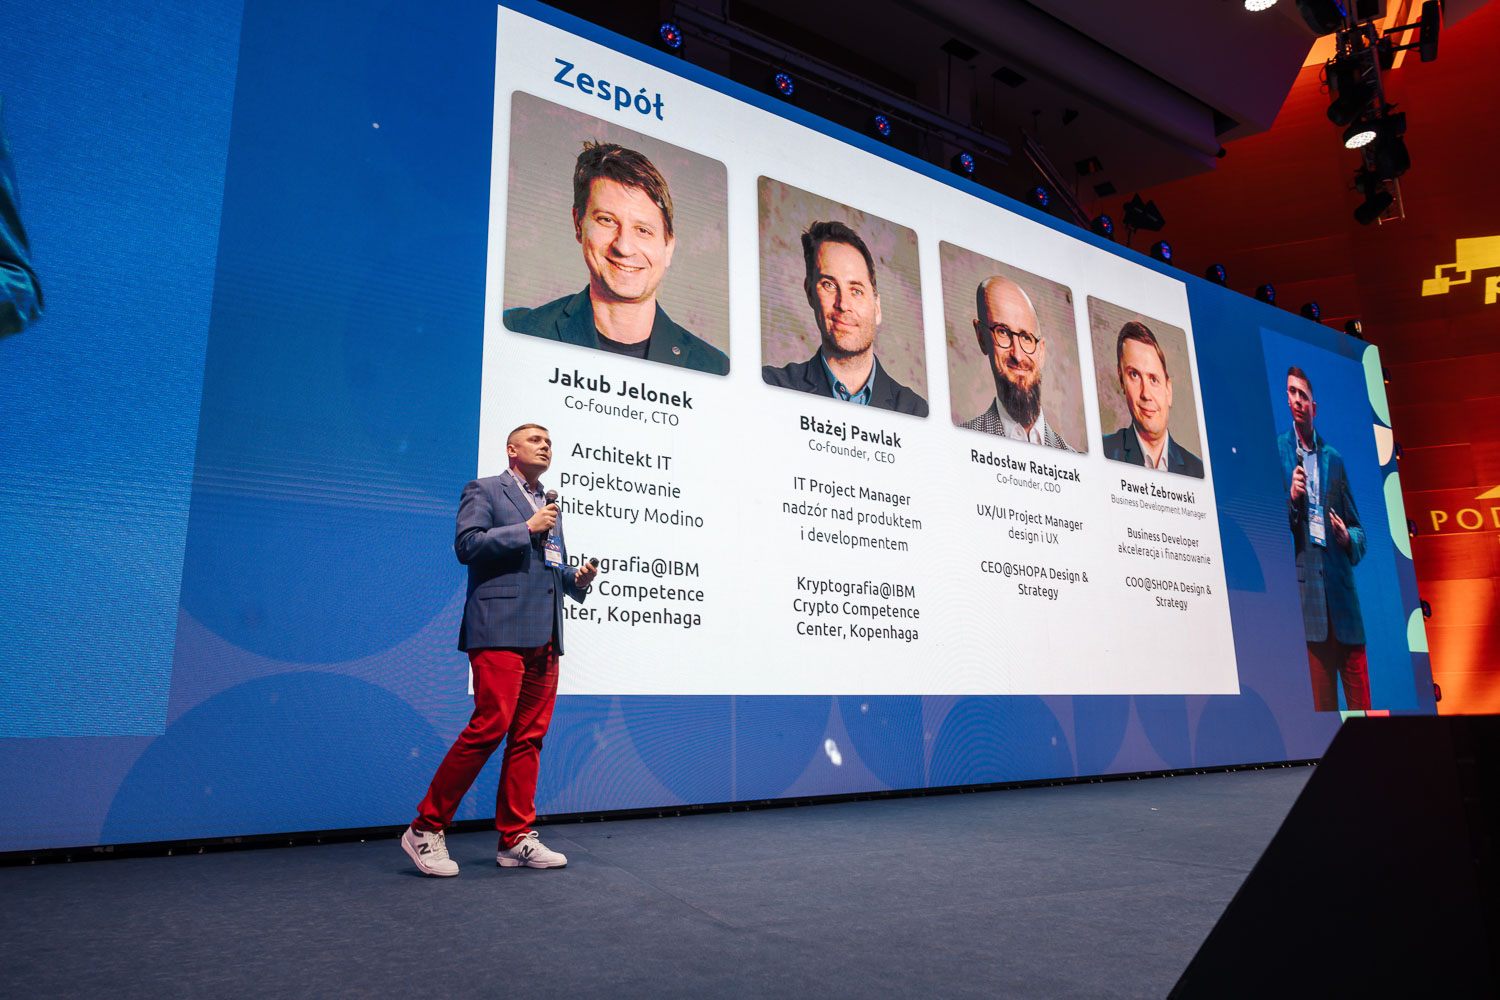 Zespół
Jakub Jelonek
Co-founder, CTO
Architekt IT
projektowanie
hitektury Modino
ptografia@IBM
o Competence
nter, Kopenhaga
Błażej Pawlak
Co-founder, CEO
IT Project Manager
nadzór nad produktem
i developmentem
Kryptografia@IBM
Crypto Competence
Center, Kopenhaga
Radosław Ratajczak
Co-founder, CDO
UX/UI Project Manager
design i UX
CEO@SHOPA Design &
Strategy
Paweł Żebrowski
Business Development Manager
Business Developer
akceleracja i finansowanie
COO@SHOPA Design &
Strategy
POD
N